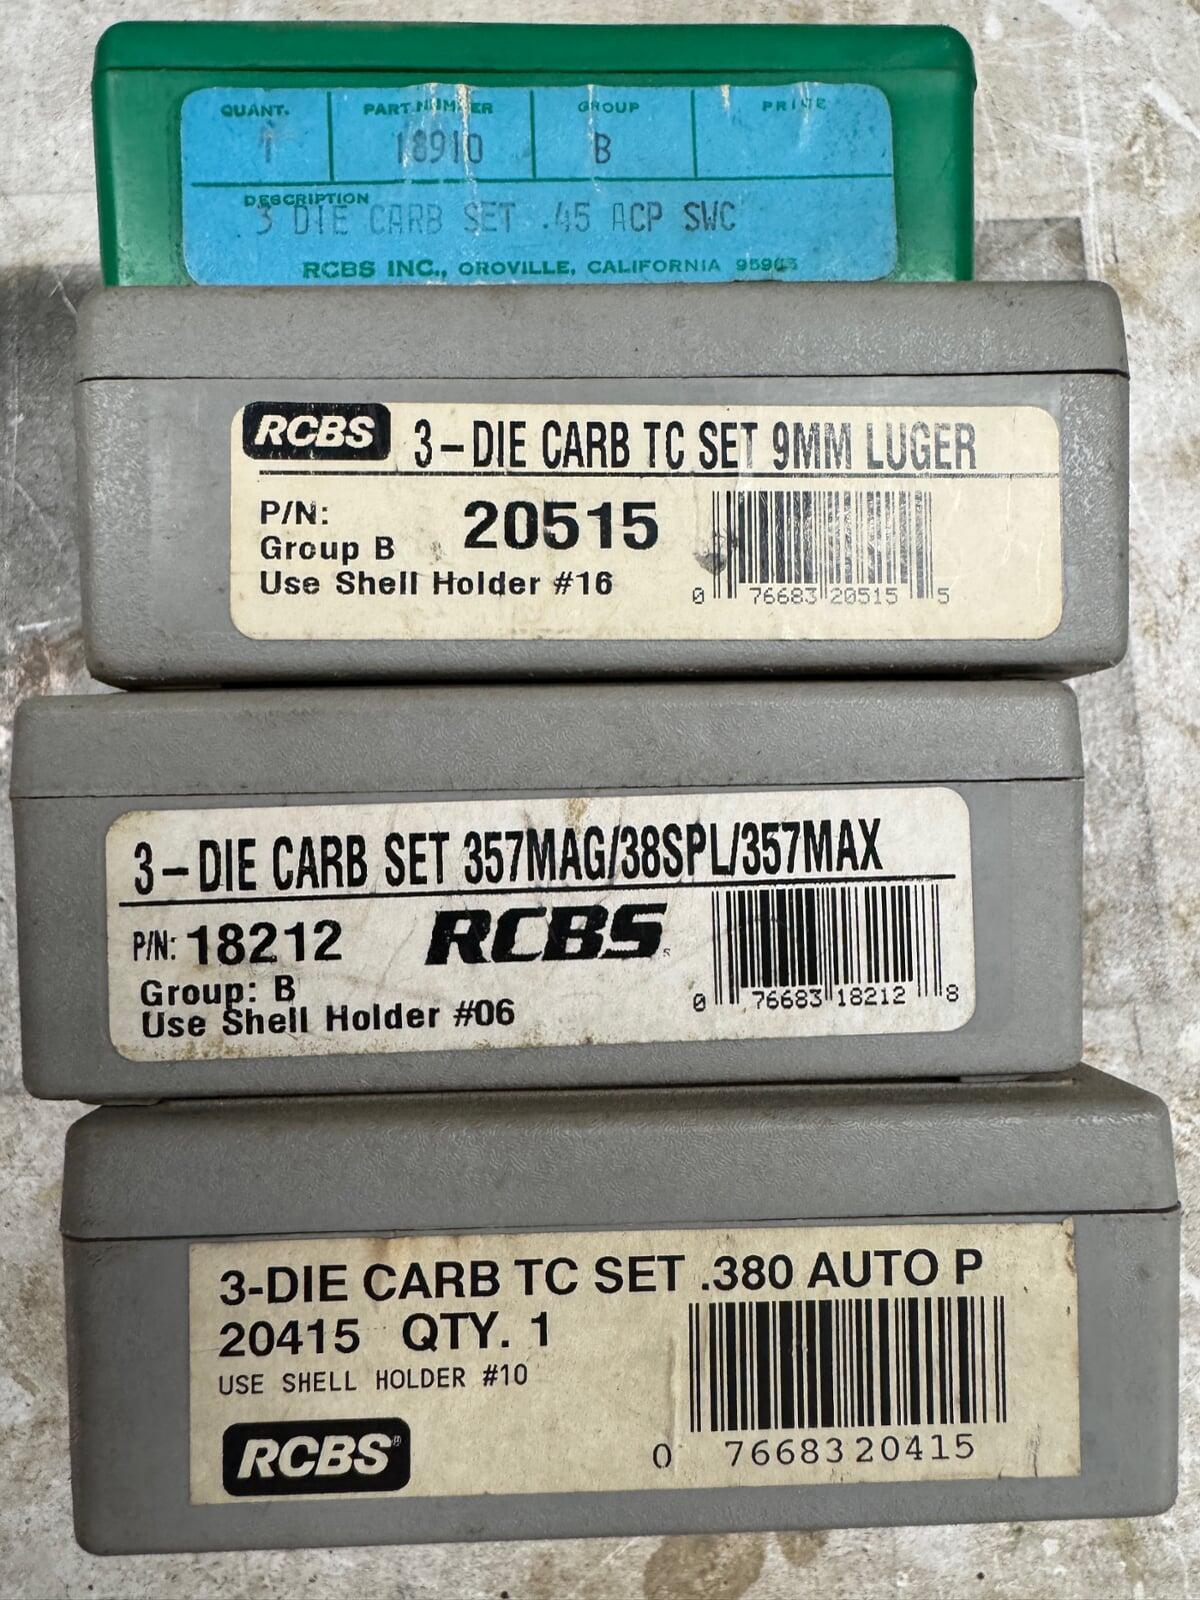 QUANT. PART NUMBER GROUP PRICE
1 18910 B
DESCRIPTION
3 DIE CARB SET .45 ACP SWC
RCBS INC., OROVILLE, CALIFORNIA 95965
RCBS 3-DIE CARB TC SET 9MM LUGER
P/N: 20515
Group B
Use Shell Holder #16
0 76683 20515 5
3-DIE CARB SET 357MAG/38SPL/357MAX
P/N: 18212 RCBS
Group: B
Use Shell Holder #06
0 76683 18212 8
3-DIE CARB TC SET .380 AUTO P
20415 QTY. 1
USE SHELL HOLDER #10
RCBS®
0 7668320415